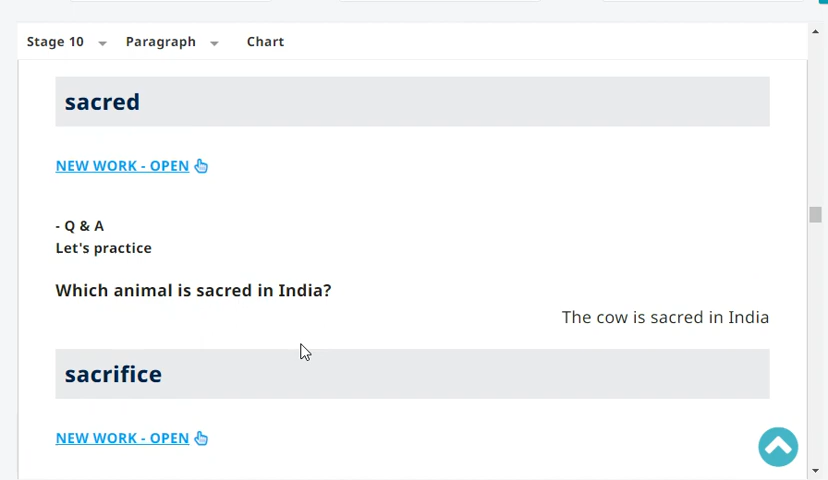 Stage 10 Paragraph Chart
sacred
NEW WORK - OPEN
- Q & A
Let's practice
Which animal is sacred in India?
The cow is sacred in India
sacrifice
NEW WORK - OPEN